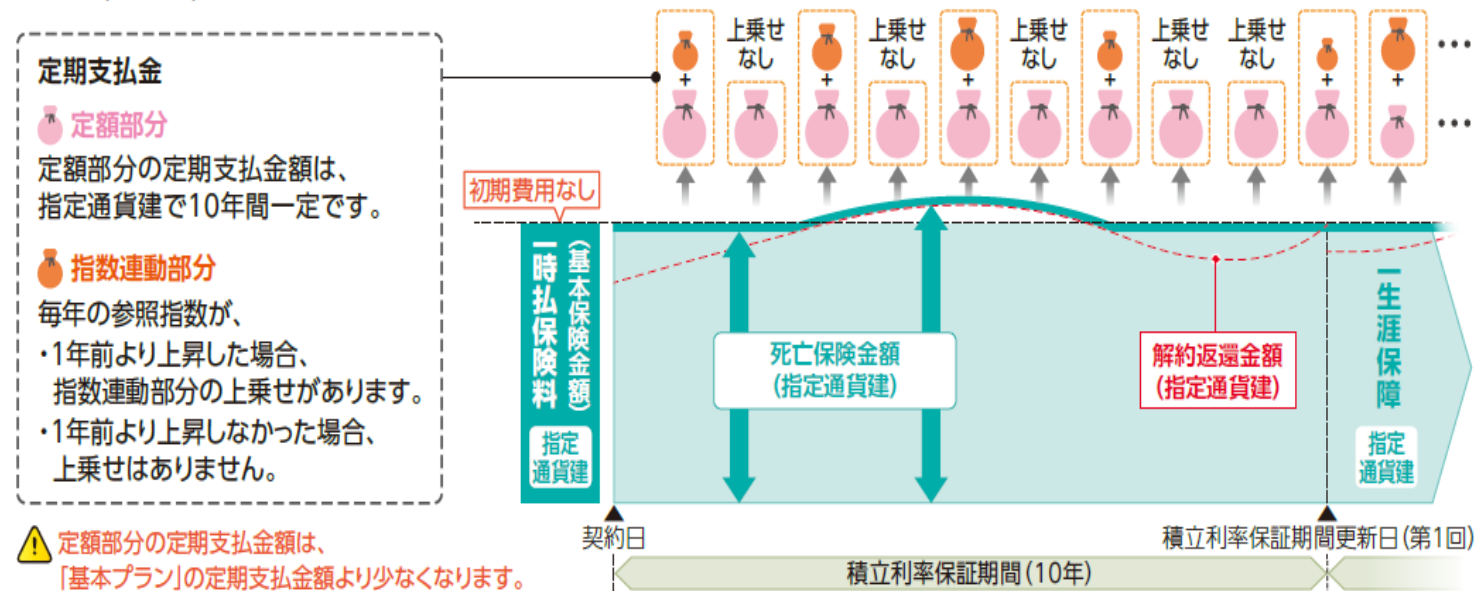 定期支払金
定額部分
定額部分の定期支払金額は、
指定通貨建で10年間一定です。
指数連動部分
毎年の参照指数が、
・1年前より上昇した場合、
指数連動部分の上乗せがあります。
・1年前より上昇しなかった場合、
上乗せはありません。
定額部分の定期支払金額は、
「基本プラン」の定期支払金額より少なくなります。
+
上乗せ
なし
+
上乗せ
なし
+
上乗せ
なし
+
上乗せ
なし
上乗せ
なし
+
+
•••
•••
初期費用なし
一時払保険料
(基本保険金額)
指定
通貨建
死亡保険金額
(指定通貨建)
解約返還金額
(指定通貨建)
一生涯保障
指定
通貨建
契約日
積立利率保証期間更新日(第1回)
積立利率保証期間(10年)